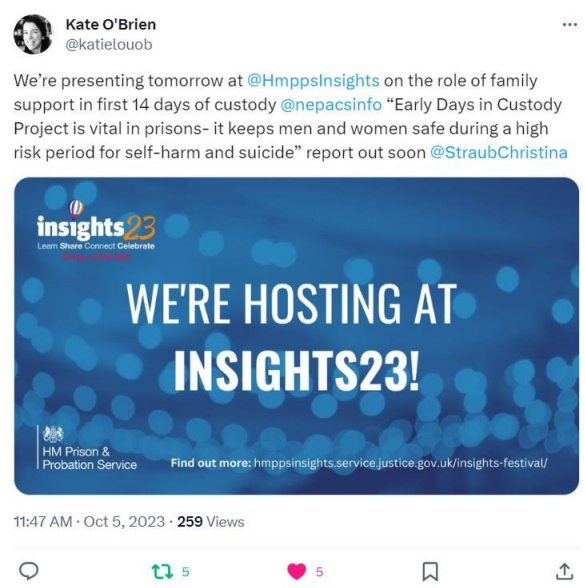 Kate O'Brien
@katielouob
We're presenting tomorrow at @HmppsInsights on the role of family
support in first 14 days of custody @nepacsinfo “Early Days in Custody
Project is vital in prisons- it keeps men and women safe during a high
risk period for self-harm and suicide” report out soon @StraubChristina
insights23
Learn Share Connect Celebrate
WE'RE HOSTING AT
INSIGHTS23!
HM Prison &
Probation Service
Find out more: hmppsinsights.service.justice.gov.uk/insights-festival/
11:47 AM · Oct 5, 2023 · 259 Views
5
5